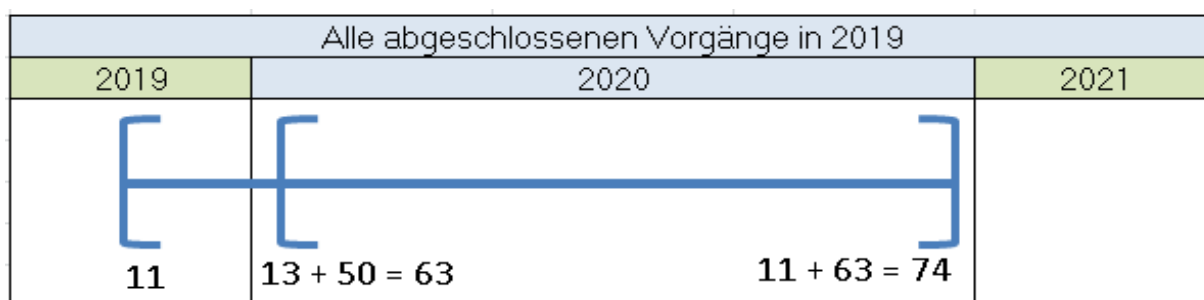 Alle abgeschlossenen Vorgänge in 2019
2019 2020 2021
11 13 + 50 = 63 11 + 63 = 74